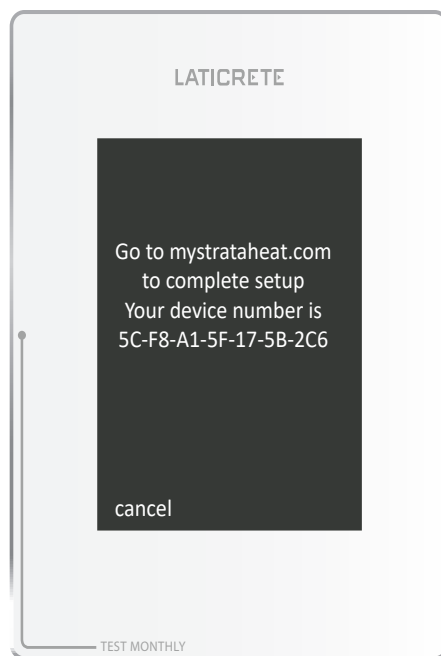 LATICRETE
Go to mystrataheat.com
to complete setup
Your device number is
5C-F8-A1-5F-17-5B-2C6
cancel
TEST MONTHLY